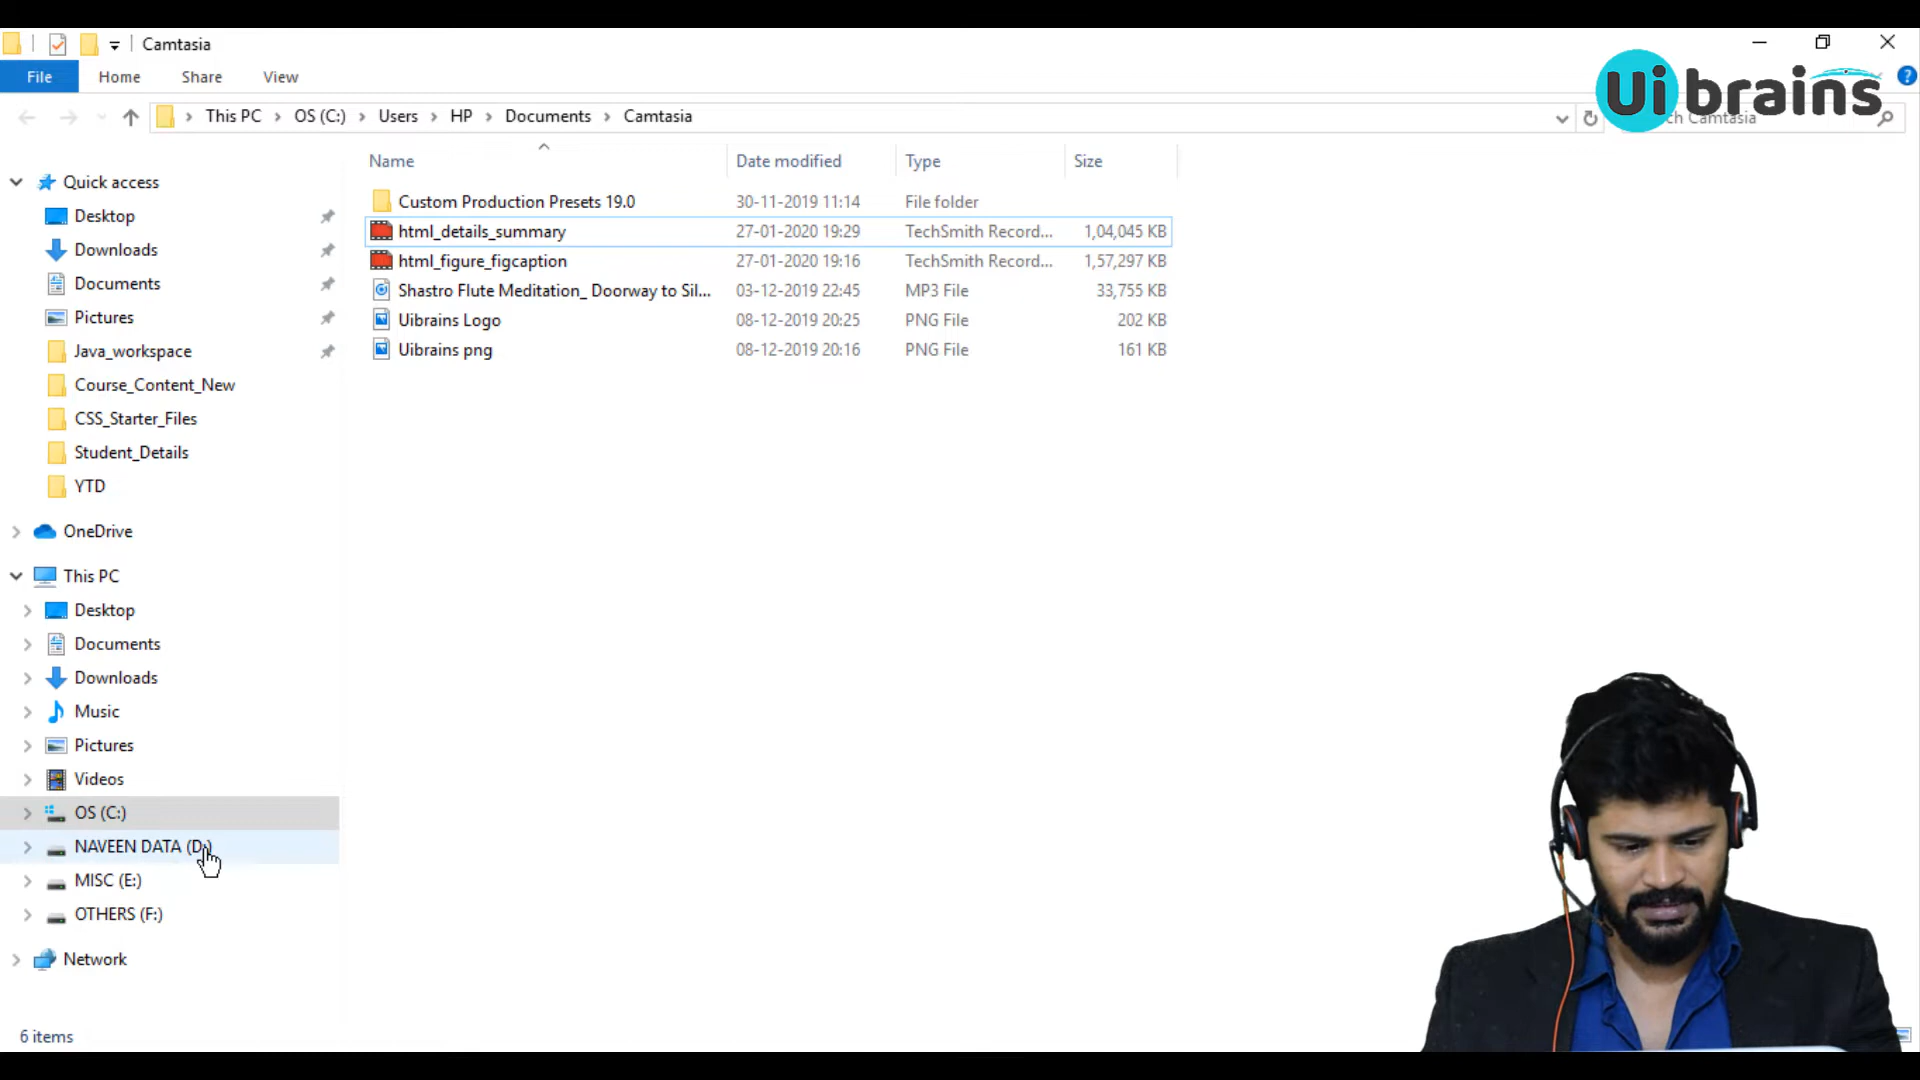 Camtasia
File Home Share View
Ui brains
This PC OS (C:) Users HP Documents Camtasia
ch Camtasia
Name Date modified Type Size
Custom Production Presets 19.0 30-11-2019 11:14 File folder
html_details_summary 27-01-2020 19:29 TechSmith Record... 1,04,045 KB
html_figure_figcaption 27-01-2020 19:16 TechSmith Record... 1,57,297 KB
Shastro Flute Meditation_ Doorway to Sil... 03-12-2019 22:45 MP3 File 33,755 KB
Uibrains Logo 08-12-2019 20:25 PNG File 202 KB
Uibrains png 08-12-2019 20:16 PNG File 161 KB
Quick access
Desktop
Downloads
Documents
Pictures
Java_workspace
Course_Content_New
CSS_Starter_Files
Student_Details
YTD
OneDrive
This PC
Desktop
Documents
Downloads
Music
Pictures
Videos
OS (C:)
NAVEEN DATA (D:)
MISC (E:)
OTHERS (F:)
Network
6 items